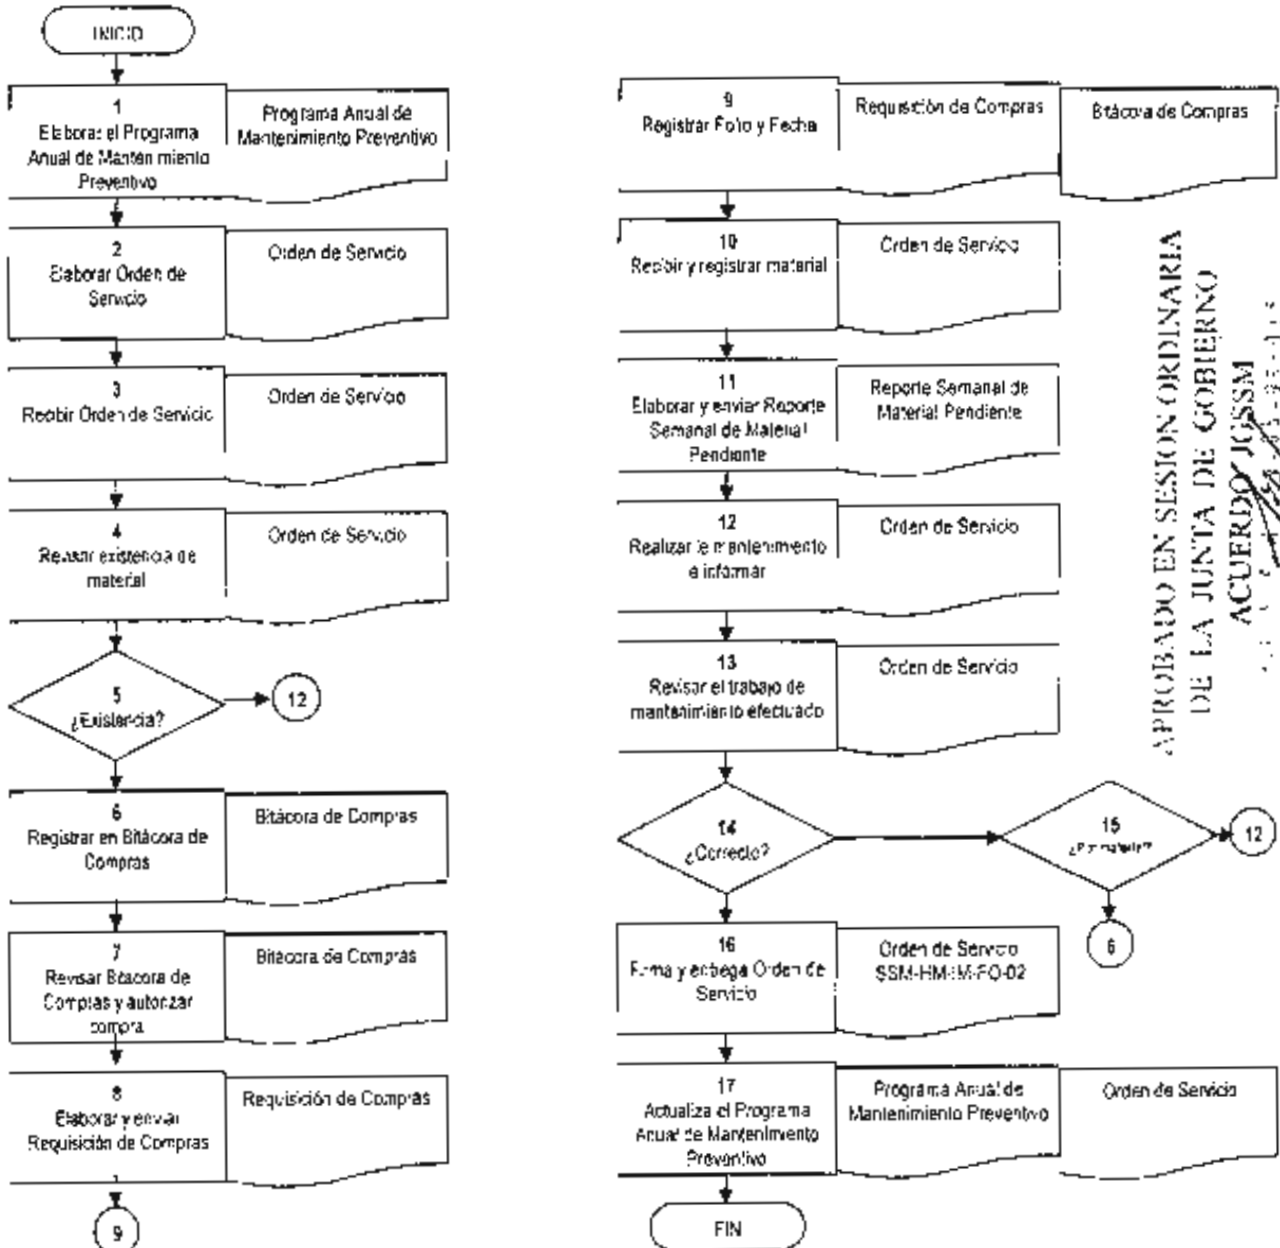 INICIO
1
Elaborar el Programa
Anual de Mantenimiento
Preventivo
Programa Anual de
Mantenimiento Preventivo
2
Elaborar Orden de
Servicio
Orden de Servicio
3
Recibir Orden de Servicio
Orden de Servicio
4
Revisar existencia de
material
Orden de Servicio
5
¿Existencia?
12
6
Registrar en Bitácora de
Compras
Bitácora de Compras
7
Revisar Bitácora de
Compras y autorizar
compra
Bitácora de Compras
8
Elaborar y enviar
Requisición de Compras
Requisición de Compras
9
9
Registrar Folio y Fecha
Requisición de Compras
Bitácora de Compras
10
Recibir y registrar material
Orden de Servicio
11
Elaborar y enviar Reporte
Semanal de Material
Pendiente
Reporte Semanal de
Material Pendiente
12
Realizar le mantenimiento
e informar
Orden de Servicio
13
Revisar el trabajo de
mantenimiento efectuado
Orden de Servicio
14
¿Correcto?
15
¿Por material?
12
6
16
Firma y entrega Orden de
Servicio
Orden de Servicio
SSM-HM-IM-FO-02
17
Actualiza el Programa
Anual de Mantenimiento
Preventivo
Programa Anual de
Mantenimiento Preventivo
Orden de Servicio
FIN
APROBADO EN SESION ORDINARIA
DE LA JUNTA DE GOBIERNO
ACUERDO JGSSM